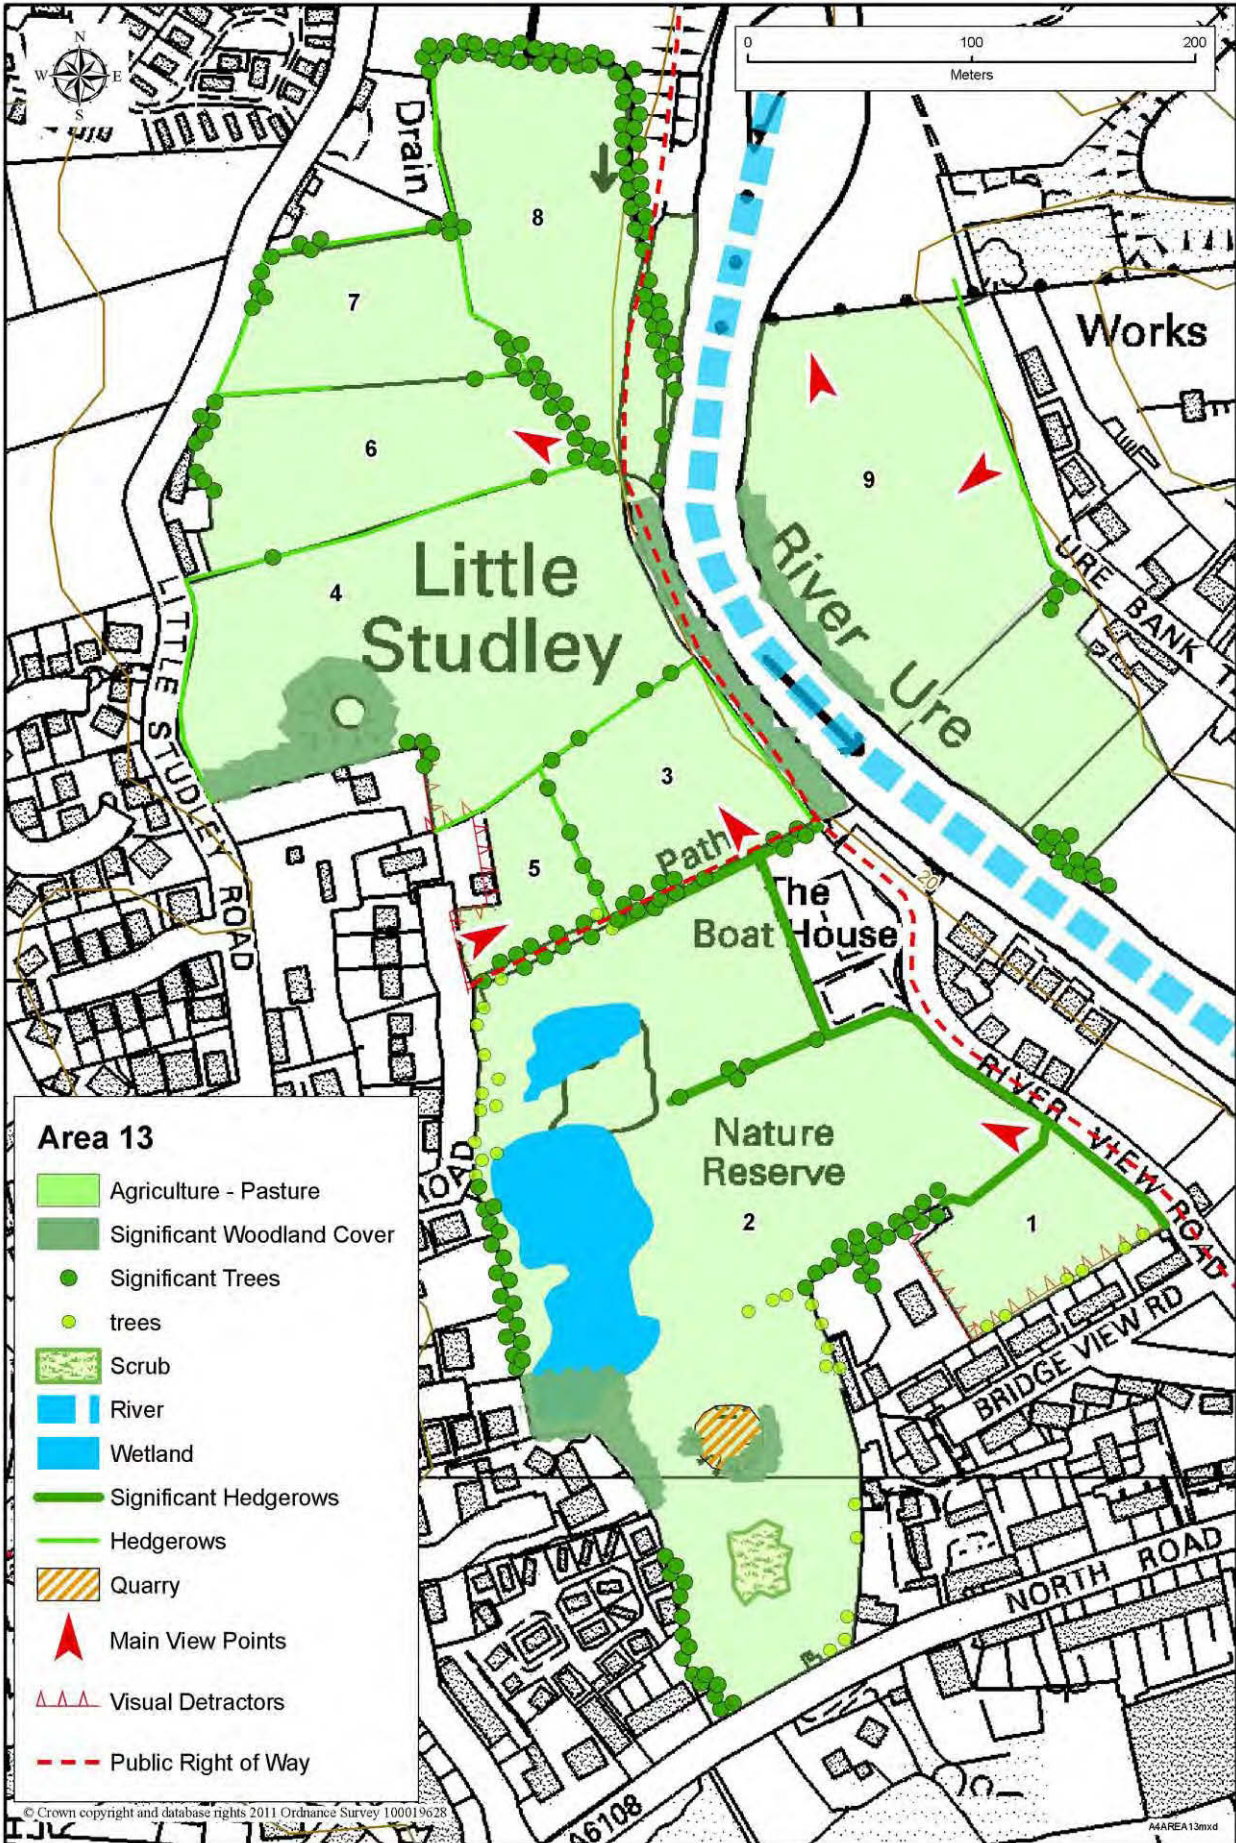 N
W E
S
0 100 200
Meters
Drain
8
7
Works
6
9
Little
Studley
4
River Ure
URE BANK T
LITTLE STUDLEY ROAD
3
Path
5
The
Boat House
20
RIVER VIEW ROAD
Nature
Reserve
2
1
ROAD
BRIDGE VIEW RD
NORTH ROAD
A6108
Area 13
Agriculture - Pasture
Significant Woodland Cover
Significant Trees
trees
Scrub
River
Wetland
Significant Hedgerows
Hedgerows
Quarry
Main View Points
Visual Detractors
Public Right of Way
© Crown copyright and database rights 2011 Ordnance Survey 100019628
A4AREA13mxd